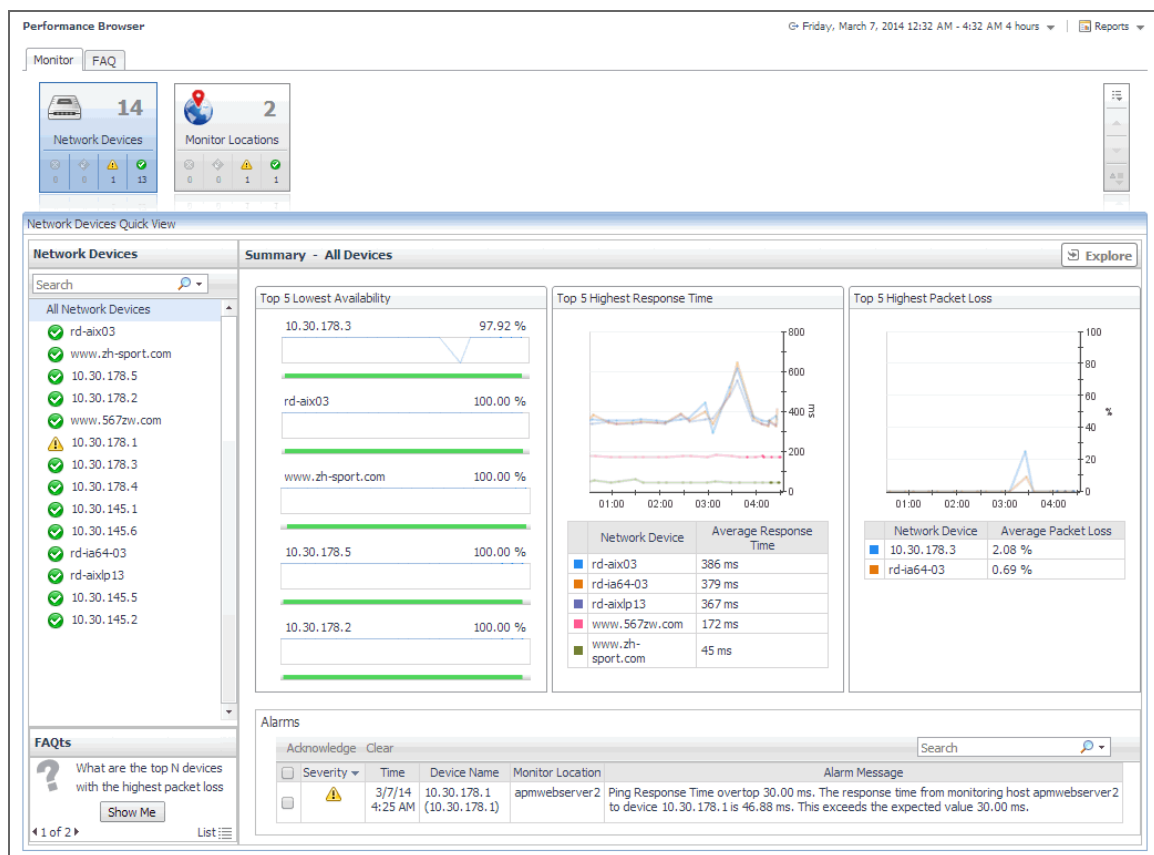 Performance Browser
Friday, March 7, 2014 12:32 AM - 4:32 AM 4 hours
Reports
Monitor
FAQ
14
Network Devices
0 0 1 13
2
Monitor Locations
0 0 1 1
Network Devices Quick View
Network Devices
Search
All Network Devices
rd-aix03
www.zh-sport.com
10.30.178.5
10.30.178.2
www.567zw.com
10.30.178.1
10.30.178.3
10.30.178.4
10.30.145.1
10.30.145.6
rd-ia64-03
rd-aixlp13
10.30.145.5
10.30.145.2
FAQts
?
What are the top N devices
with the highest packet loss
Show Me
1 of 2
List
Summary - All Devices
Explore
Top 5 Lowest Availability
10.30.178.3 97.92 %
rd-aix03 100.00 %
www.zh-sport.com 100.00 %
10.30.178.5 100.00 %
10.30.178.2 100.00 %
Top 5 Highest Response Time
800
600
400
200
0
ms
01:00 02:00 03:00 04:00
Network Device Average Response
Time
rd-aix03 386 ms
rd-ia64-03 379 ms
rd-aixlp13 367 ms
www.567zw.com 172 ms
www.zh-
sport.com 45 ms
Top 5 Highest Packet Loss
100
80
60
40
20
0
%
01:00 02:00 03:00 04:00
Network Device Average Packet Loss
10.30.178.3 2.08 %
rd-ia64-03 0.69 %
Alarms
Acknowledge Clear
Search
Severity Time Device Name Monitor Location Alarm Message
3/7/14 10.30.178.1 apmwebserver2 Ping Response Time overtop 30.00 ms. The response time from monitoring host apmwebserver2
4:25 AM (10.30.178.1) to device 10.30.178.1 is 46.88 ms. This exceeds the expected value 30.00 ms.